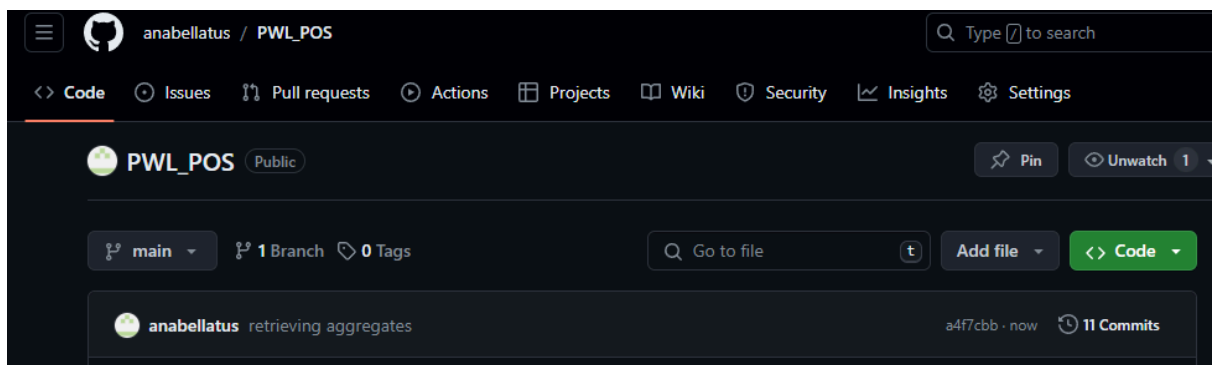 anabellatus / PWL_POS Type / to search
Code Issues Pull requests Actions Projects Wiki Security Insights Settings
PWL_POS Public Pin Unwatch 1
main 1 Branch 0 Tags Go to file t Add file <> Code
anabellatus retrieving aggregates a4f7cbb · now 11 Commits